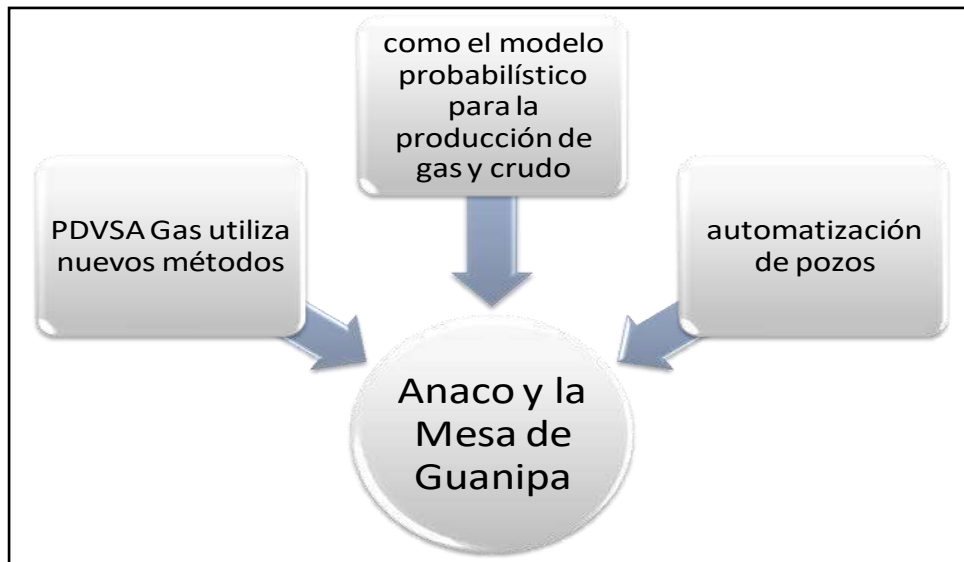 como el modelo
probabilístico
para la
producción de
gas y crudo
PDVSA Gas utiliza
nuevos métodos
automatización
de pozos
Anaco y la
Mesa de
Guanipa